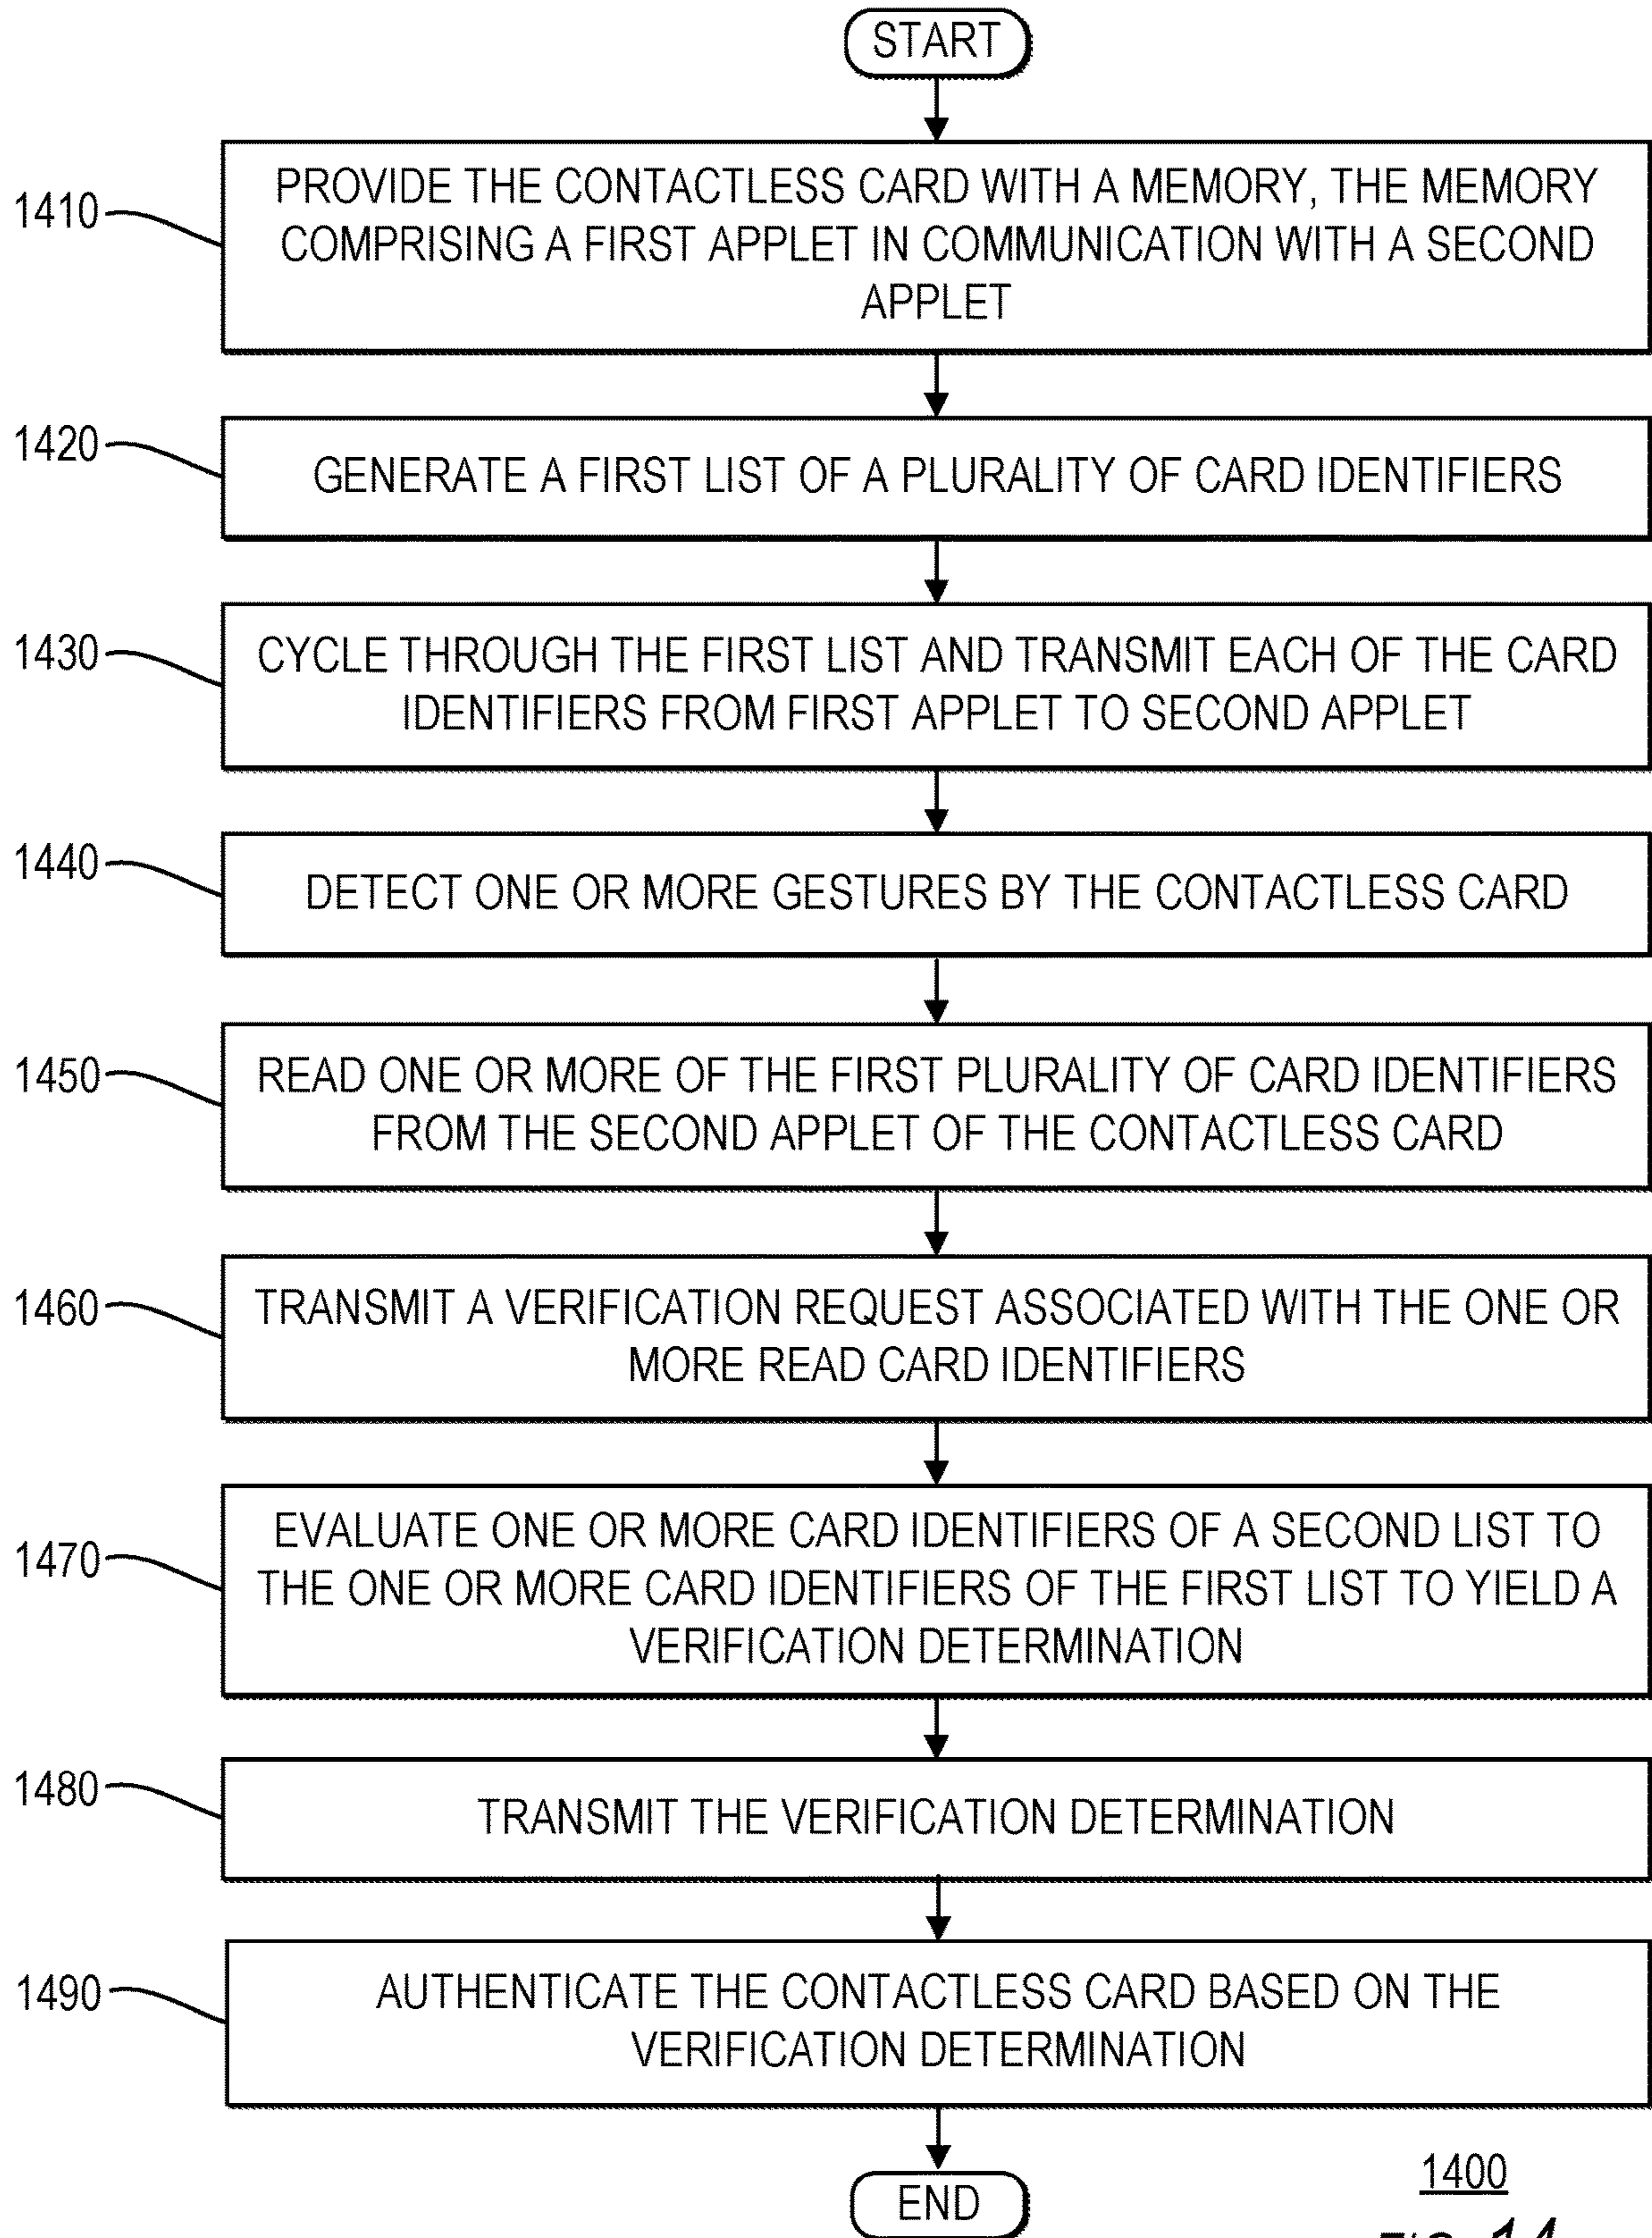 START
1410
PROVIDE THE CONTACTLESS CARD WITH A MEMORY, THE MEMORY
COMPRISING A FIRST APPLET IN COMMUNICATION WITH A SECOND
APPLET
1420
GENERATE A FIRST LIST OF A PLURALITY OF CARD IDENTIFIERS
1430
CYCLE THROUGH THE FIRST LIST AND TRANSMIT EACH OF THE CARD
IDENTIFIERS FROM FIRST APPLET TO SECOND APPLET
1440
DETECT ONE OR MORE GESTURES BY THE CONTACTLESS CARD
1450
READ ONE OR MORE OF THE FIRST PLURALITY OF CARD IDENTIFIERS
FROM THE SECOND APPLET OF THE CONTACTLESS CARD
1460
TRANSMIT A VERIFICATION REQUEST ASSOCIATED WITH THE ONE OR
MORE READ CARD IDENTIFIERS
1470
EVALUATE ONE OR MORE CARD IDENTIFIERS OF A SECOND LIST TO
THE ONE OR MORE CARD IDENTIFIERS OF THE FIRST LIST TO YIELD A
VERIFICATION DETERMINATION
1480
TRANSMIT THE VERIFICATION DETERMINATION
1490
AUTHENTICATE THE CONTACTLESS CARD BASED ON THE
VERIFICATION DETERMINATION
END
1400
FIG. 14